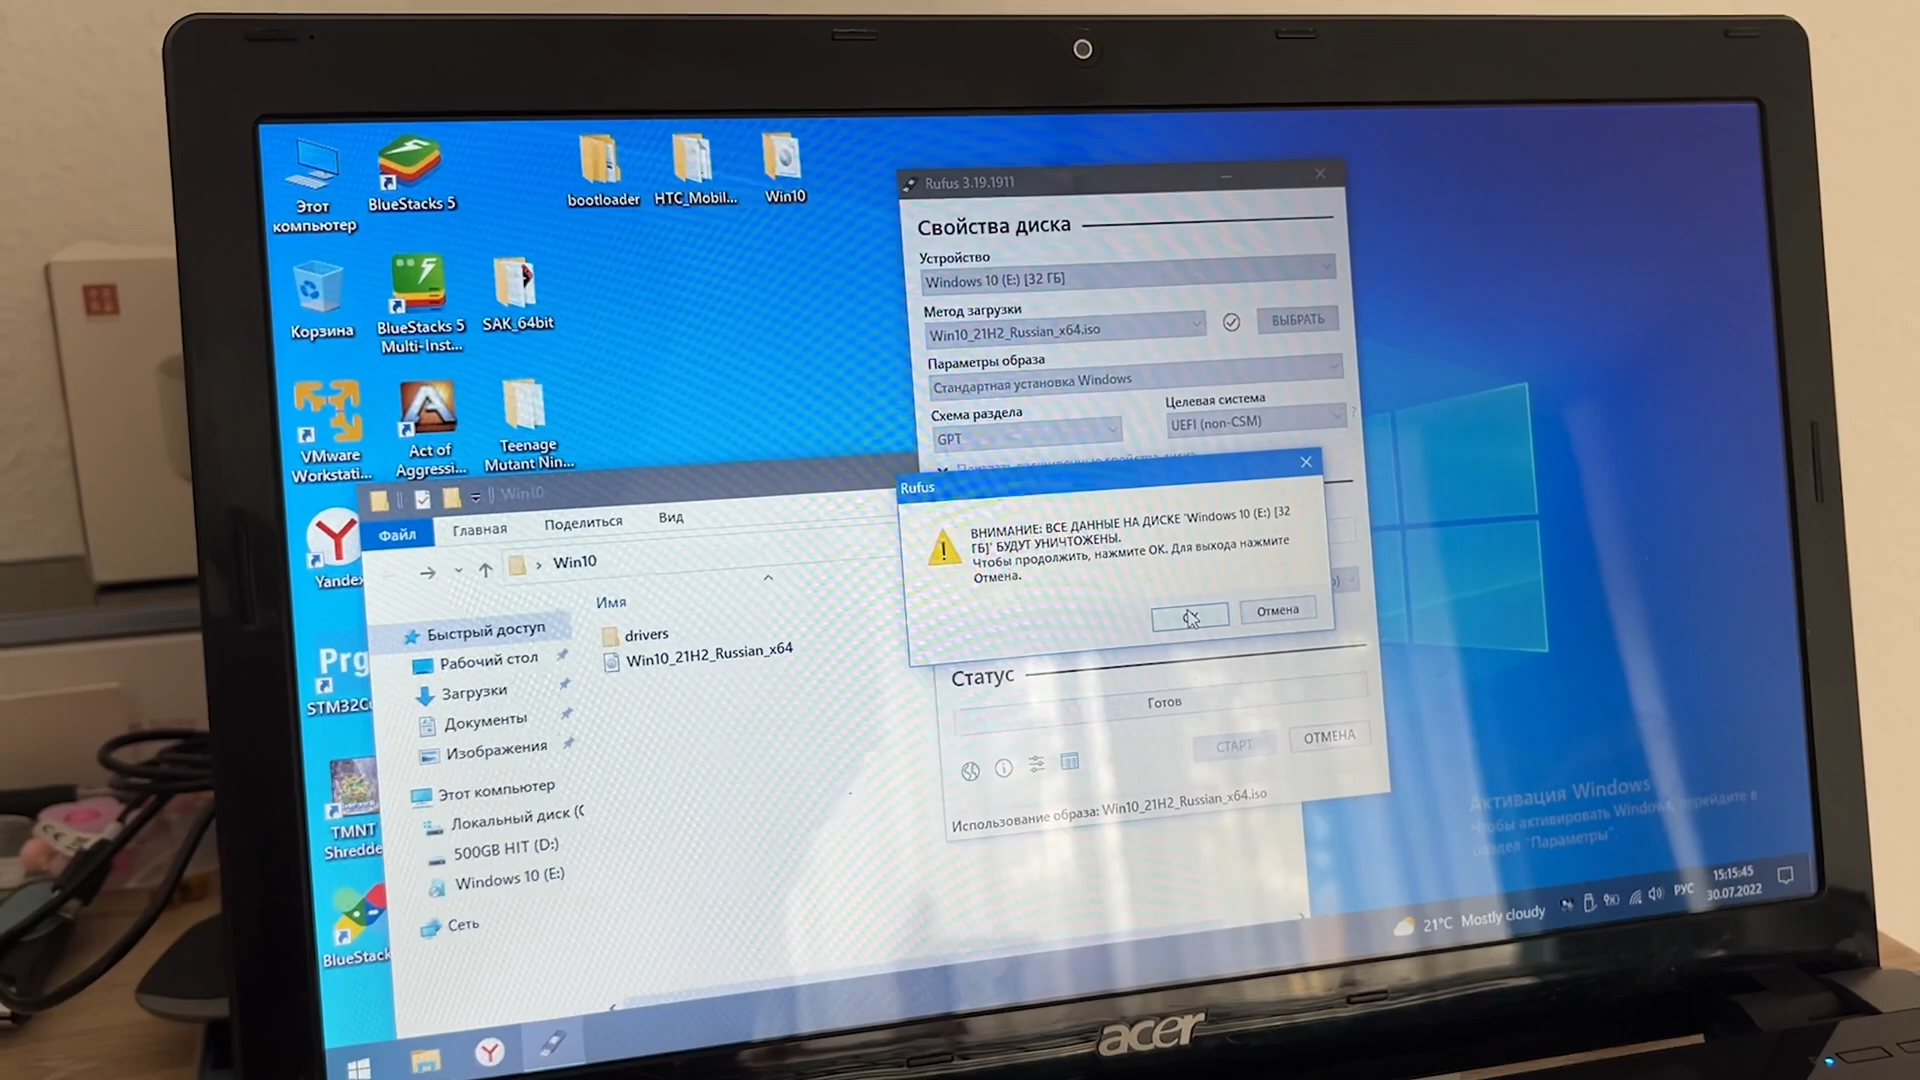 Этот
компьютер
BlueStacks 5
bootloader
HTC_Mobil...
Win10
Корзина
BlueStacks 5
Multi-Inst...
SAK_64bit
VMware
Workstati...
Act of
Aggressi...
Teenage
Mutant Nin...
Yandex
Prg
TMNT
Shredde
BlueStack
Rufus 3.19.1911
Свойства диска
Устройство
Windows 10 (E:) [32 ГБ]
Метод загрузки
Win10_21H2_Russian_x64.iso
ВЫБРАТЬ
Параметры образа
Стандартная установка Windows
Схема раздела
Целевая система
GPT
UEFI (non-CSM)
?
Rufus
ВНИМАНИЕ: ВСЕ ДАННЫЕ НА ДИСКЕ 'Windows 10 (E:) [32
ГБ]' БУДУТ УНИЧТОЖЕНЫ.
Чтобы продолжить, нажмите ОК. Для выхода нажмите
Отмена.
Отмена
Статус
Готов
СТАРТ
ОТМЕНА
Использование образа: Win10_21H2_Russian_x64.iso
Win10
Файл
Главная
Поделиться
Вид
Win10
Имя
drivers
Win10_21H2_Russian_x64
Быстрый доступ
Рабочий стол
Загрузки
Документы
Изображения
Этот компьютер
Локальный диск (C
500GB HIT (D:)
Windows 10 (E:)
Сеть
Активация Windows
Чтобы активировать Windows, перейдите в
раздел "Параметры".
21°C Mostly cloudy
РУС
15:15:45
30.07.2022
acer